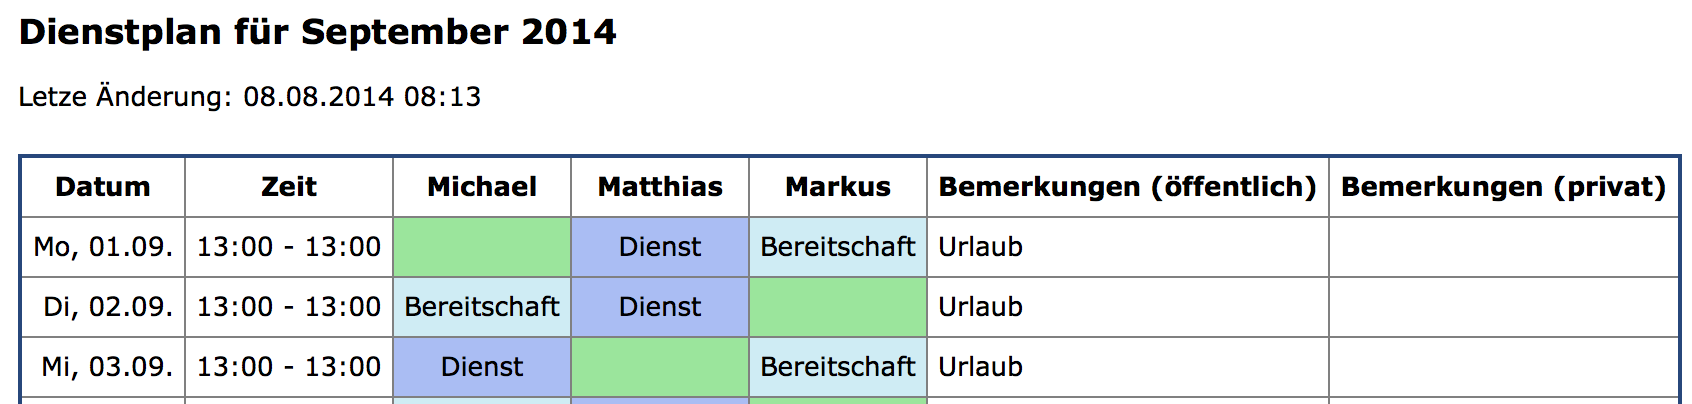 Dienstplan für September 2014
Letze Änderung: 08.08.2014 08:13
Datum Zeit Michael Matthias Markus Bemerkungen (öffentlich) Bemerkungen (privat)
Mo, 01.09. 13:00 - 13:00 Dienst Bereitschaft Urlaub
Di, 02.09. 13:00 - 13:00 Bereitschaft Dienst Urlaub
Mi, 03.09. 13:00 - 13:00 Dienst Bereitschaft Urlaub